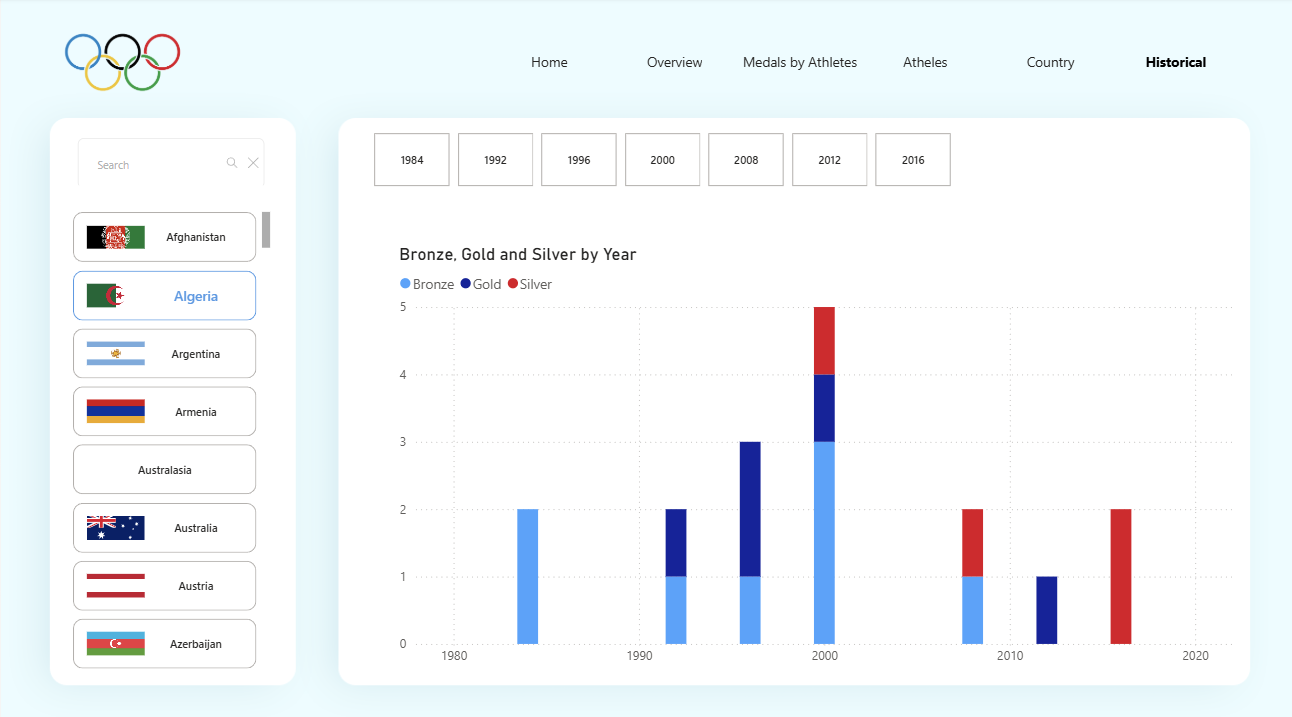 Home Overview Medals by Athletes Atheles Country Historical
Search
Afghanistan
Algeria
Argentina
Armenia
Australasia
Australia
Austria
Azerbaijan
1984 1992 1996 2000 2008 2012 2016
Bronze, Gold and Silver by Year
Bronze Gold Silver
5
4
3
2
1
0
1980 1990 2000 2010 2020